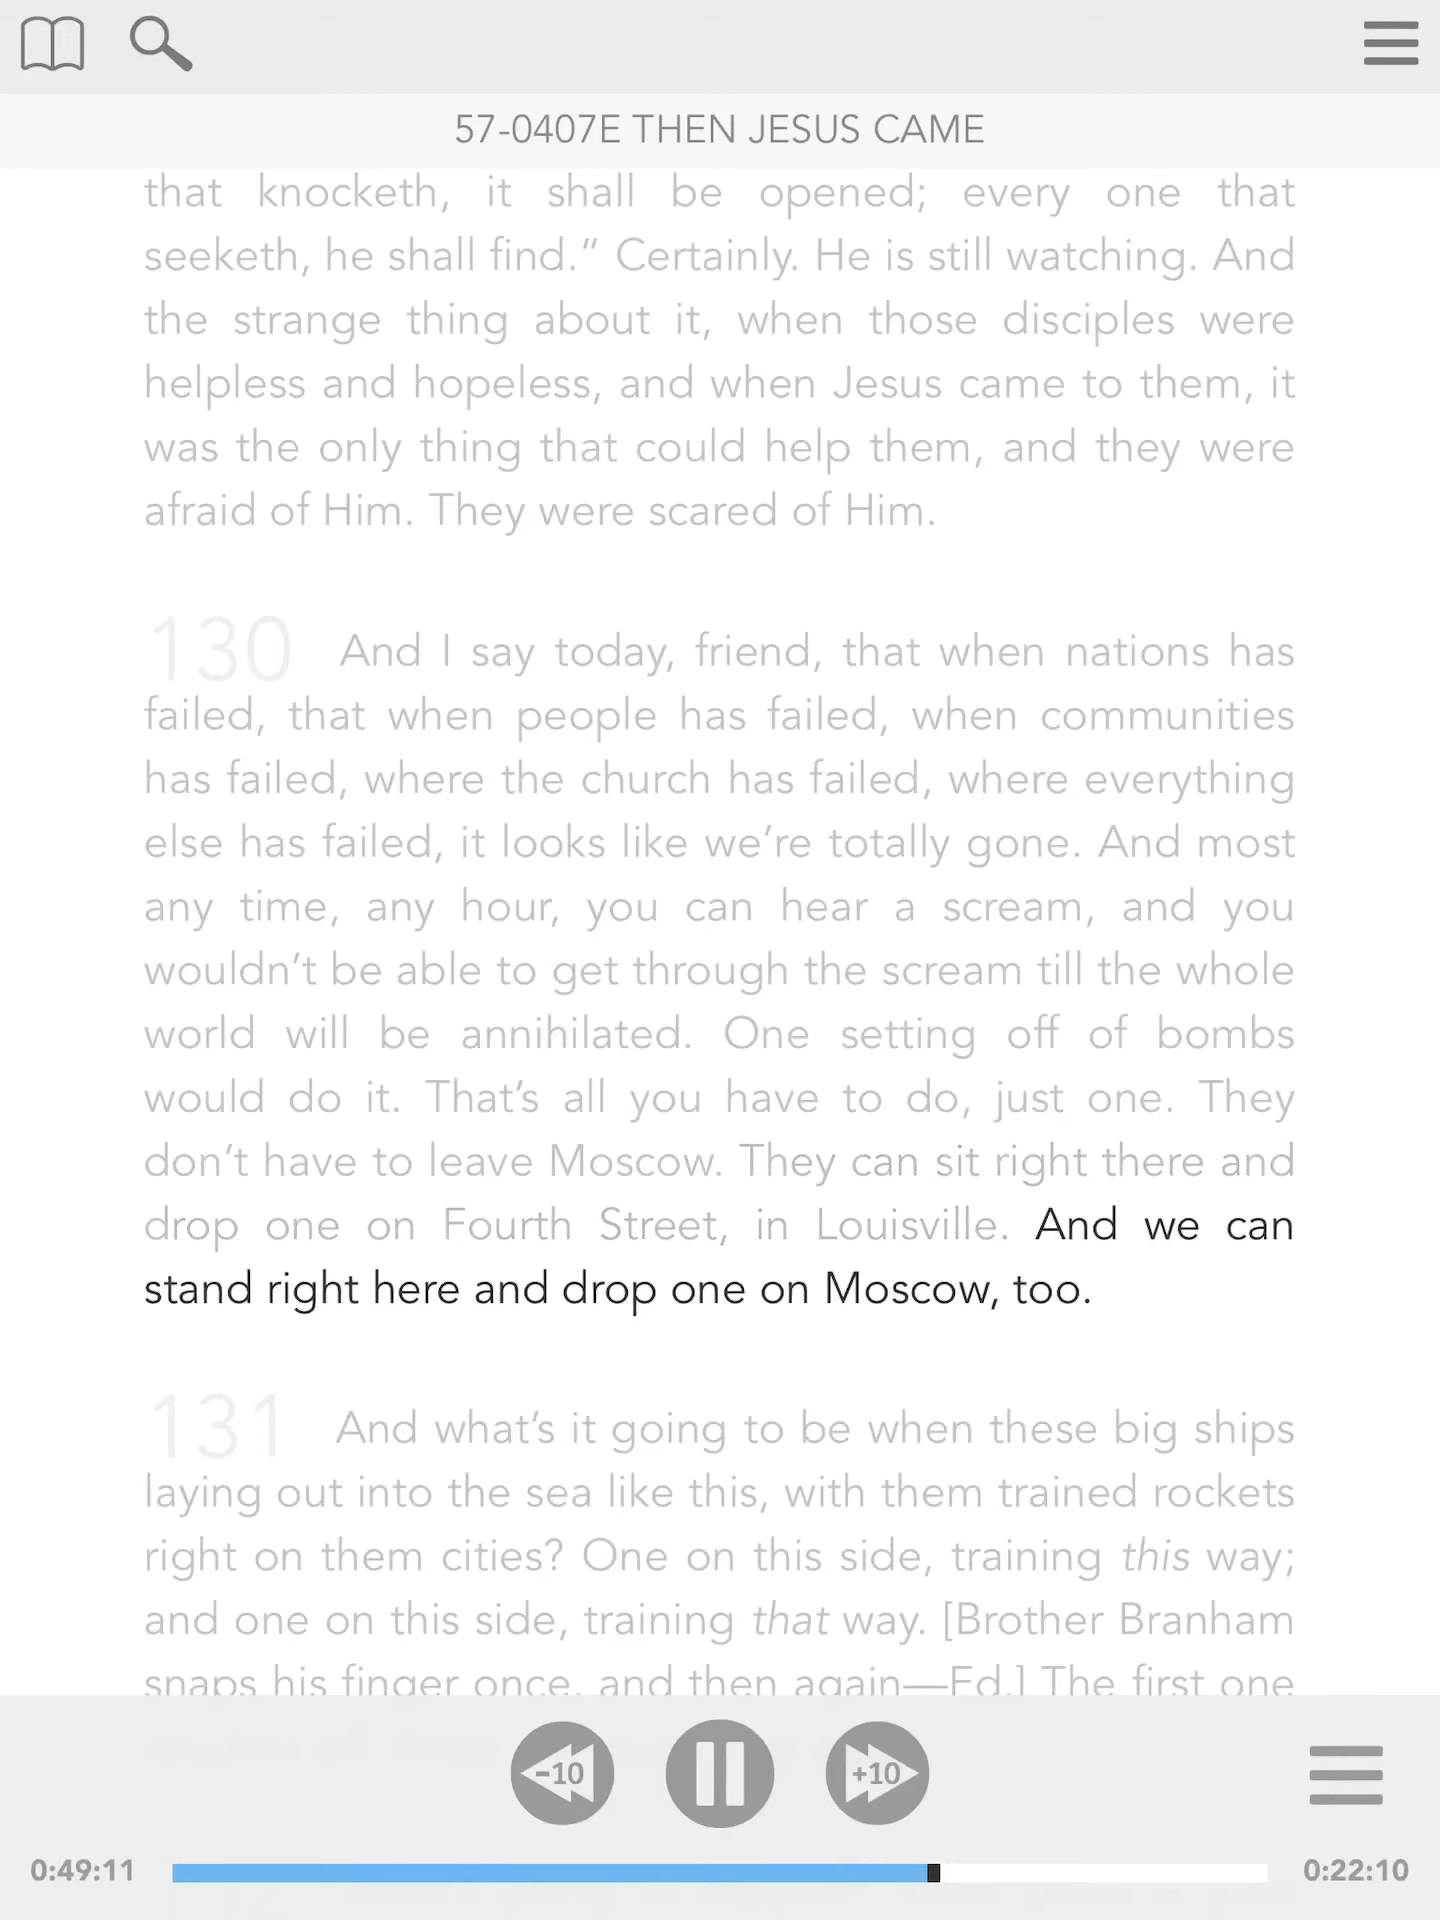 57-0407E THEN JESUS CAME
that knocketh, it shall be opened; every one that
seeketh, he shall find.” Certainly. He is still watching. And
the strange thing about it, when those disciples were
helpless and hopeless, and when Jesus came to them, it
was the only thing that could help them, and they were
afraid of Him. They were scared of Him.
130 And I say today, friend, that when nations has
failed, that when people has failed, when communities
has failed, where the church has failed, where everything
else has failed, it looks like we’re totally gone. And most
any time, any hour, you can hear a scream, and you
wouldn’t be able to get through the scream till the whole
world will be annihilated. One setting off of bombs
would do it. That’s all you have to do, just one. They
don’t have to leave Moscow. They can sit right there and
drop one on Fourth Street, in Louisville. And we can
stand right here and drop one on Moscow, too.
131 And what’s it going to be when these big ships
laying out into the sea like this, with them trained rockets
right on them cities? One on this side, training this way;
and one on this side, training that way. [Brother Branham
snaps his finger once, and then again—Ed.] The first one
-10 +10
0:49:11 0:22:10